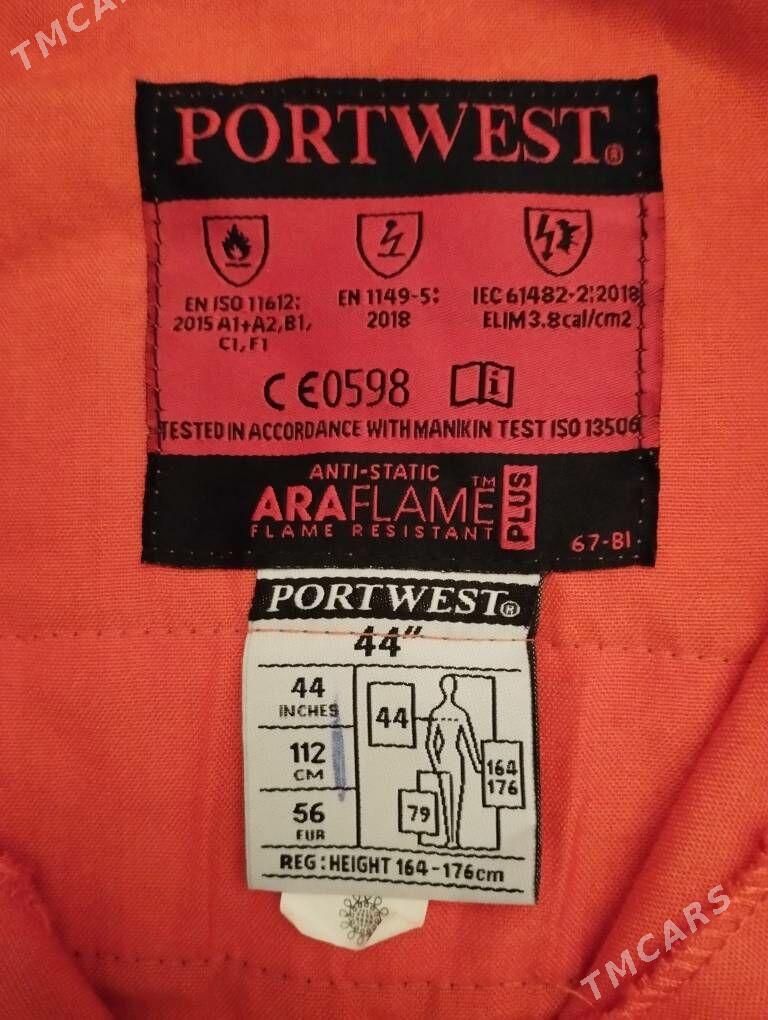 TMCARS
PORTWEST®
EN ISO 11612:
2015 A1+A2,B1,
C1,F1
EN 1149-5:
2018
IEC 61482-2:2018
ELIM 3.8cal/cm2
CE0598
i
TESTED IN ACCORDANCE WITH MANIKIN TEST ISO 13506
ANTI-STATIC
ARAFLAME™ PLUS
FLAME RESISTANT
67-BI
PORTWEST®
44"
44
INCHES
112
CM
56
EUR
44
164
176
79
REG:HEIGHT 164-176cm
TMCARS